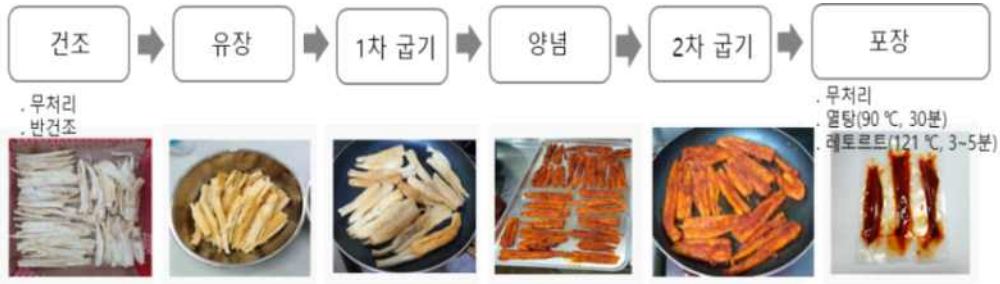 건조
유장
1차 굽기
양념
2차 굽기
포장
. 무처리
. 반건조
. 무처리
. 열탕(90 ℃, 30분)
. 레토르트(121 ℃, 3~5분)